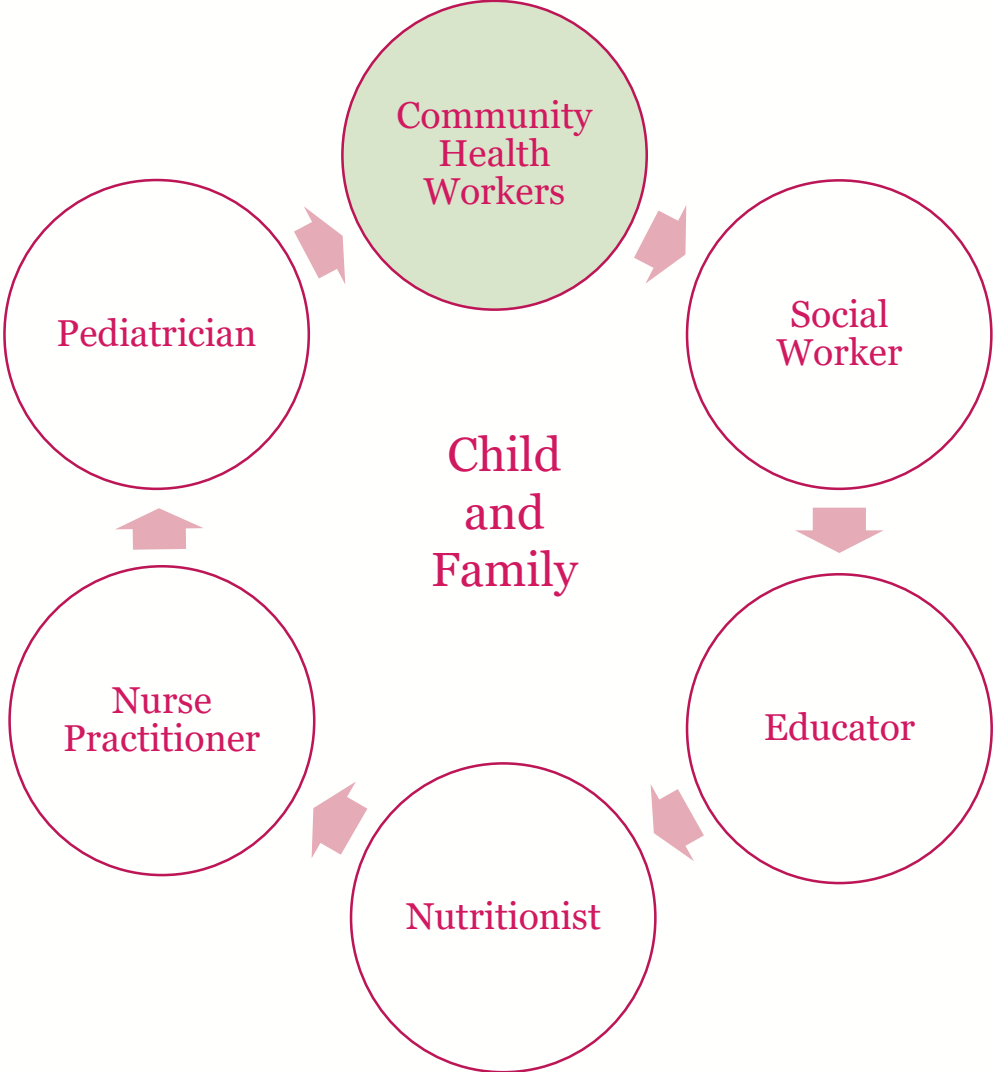 Community
Health
Workers
Social
Worker
Educator
Nutritionist
Nurse
Practitioner
Pediatrician
Child
and
Family